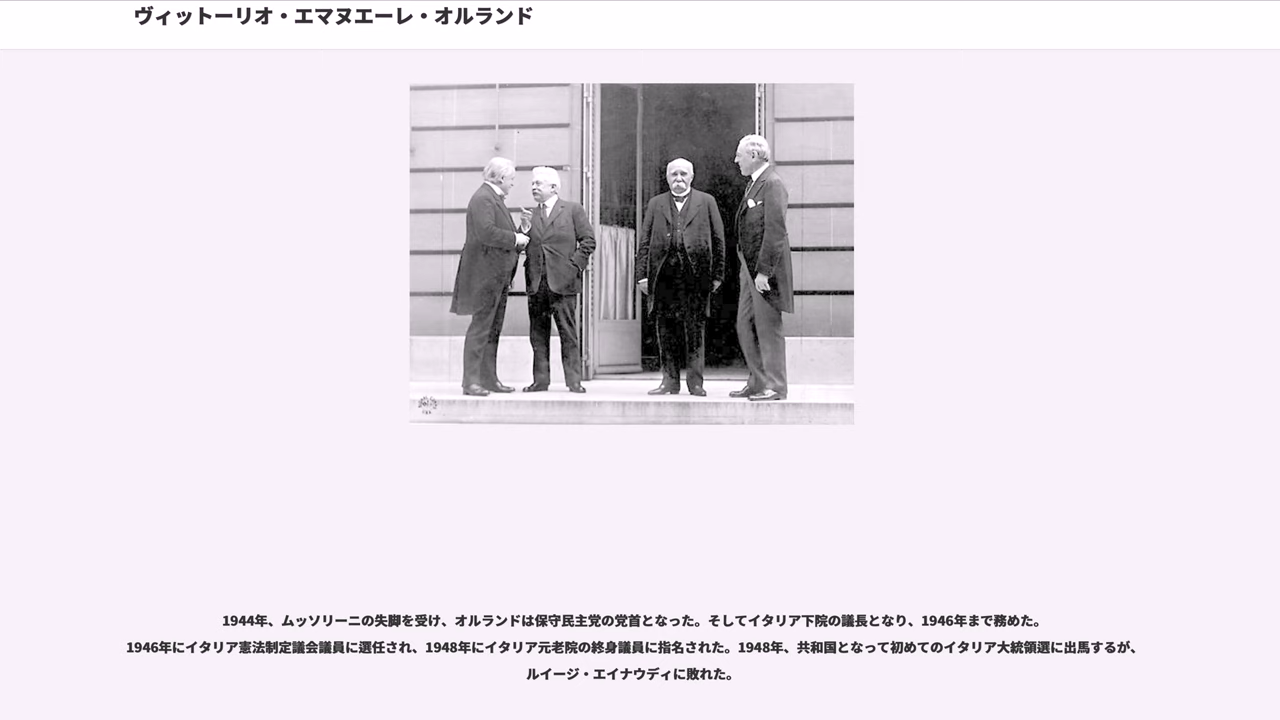 ヴィットーリオ・エマヌエーレ・オルランド
1944年、ムッソリーニの失脚を受け、オルランドは保守民主党の党首となった。そしてイタリア下院の議長となり、1946年まで務めた。
1946年にイタリア憲法制定議会議員に選任され、1948年にイタリア元老院の終身議員に指名された。1948年、共和国となって初めてのイタリア大統領選に出馬するが、
ルイージ・エイナウディに敗れた。